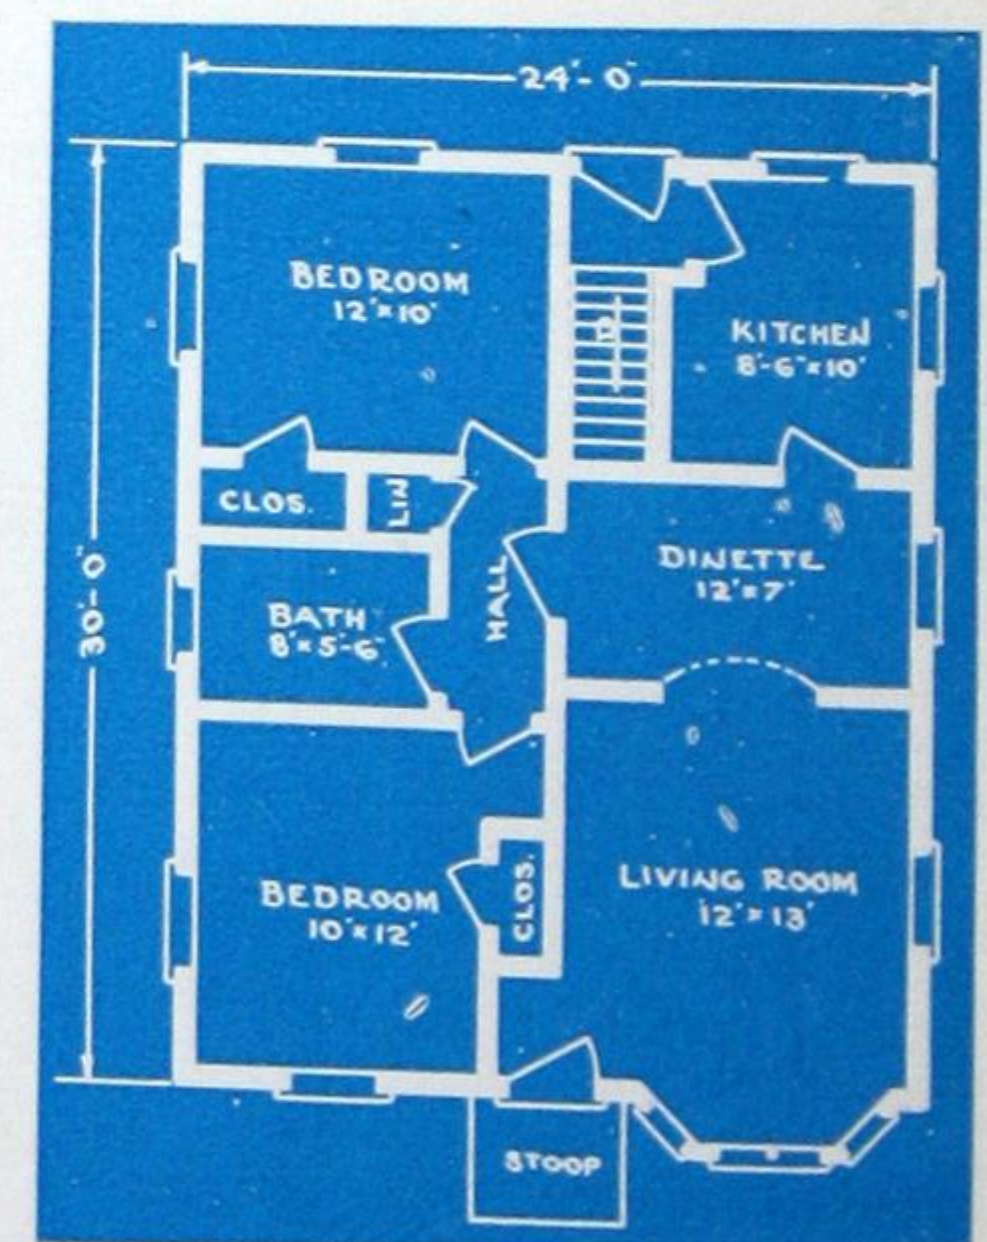 24'-0"
30'-0"
BEDROOM
12'x10'
D
KITCHEN
8'-6"x10'
CLOS.
LIN
HALL
DINETTE
12'x7'
BATH
8'x5'-6"
BEDROOM
10'x12'
CLOS.
LIVING ROOM
12'x13'
STOOP